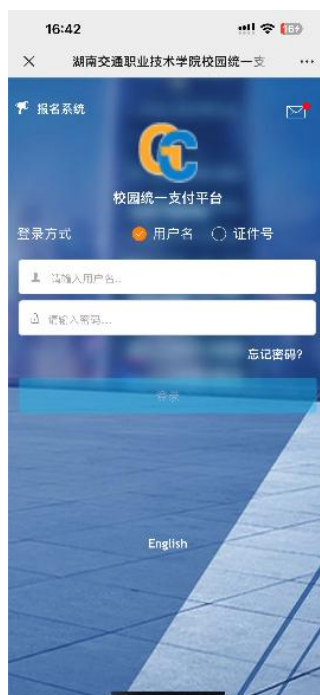 16:42
湖南交通职业技术学院校园统一支
报名系统
校园统一支付平台
登录方式 用户名 证件号
请输入用户名...
请输入密码...
忘记密码?
登录
English